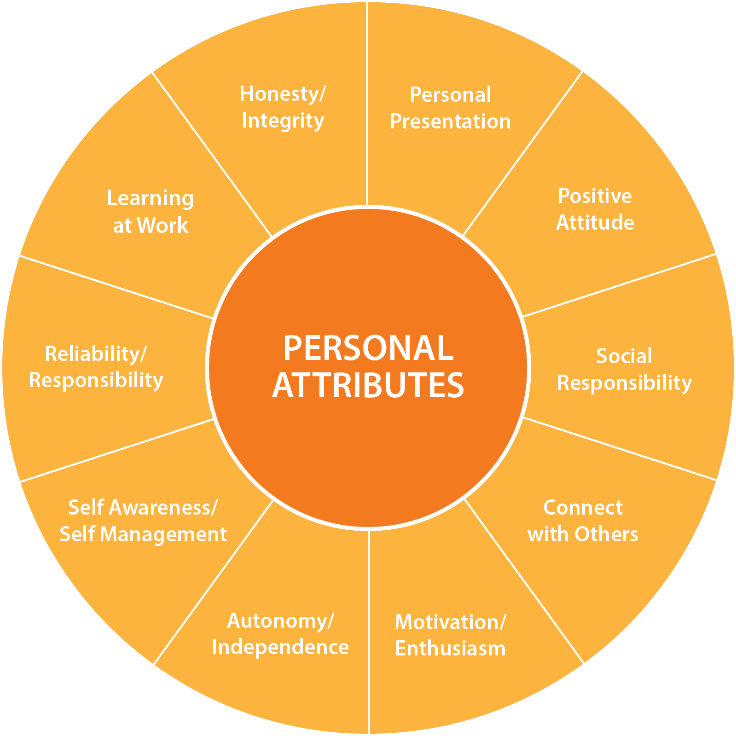 PERSONAL
ATTRIBUTES
Personal
Presentation
Positive
Attitude
Social
Responsibility
Connect
with Others
Motivation/
Enthusiasm
Autonomy/
Independence
Self Awareness/
Self Management
Reliability/
Responsibility
Learning
at Work
Honesty/
Integrity